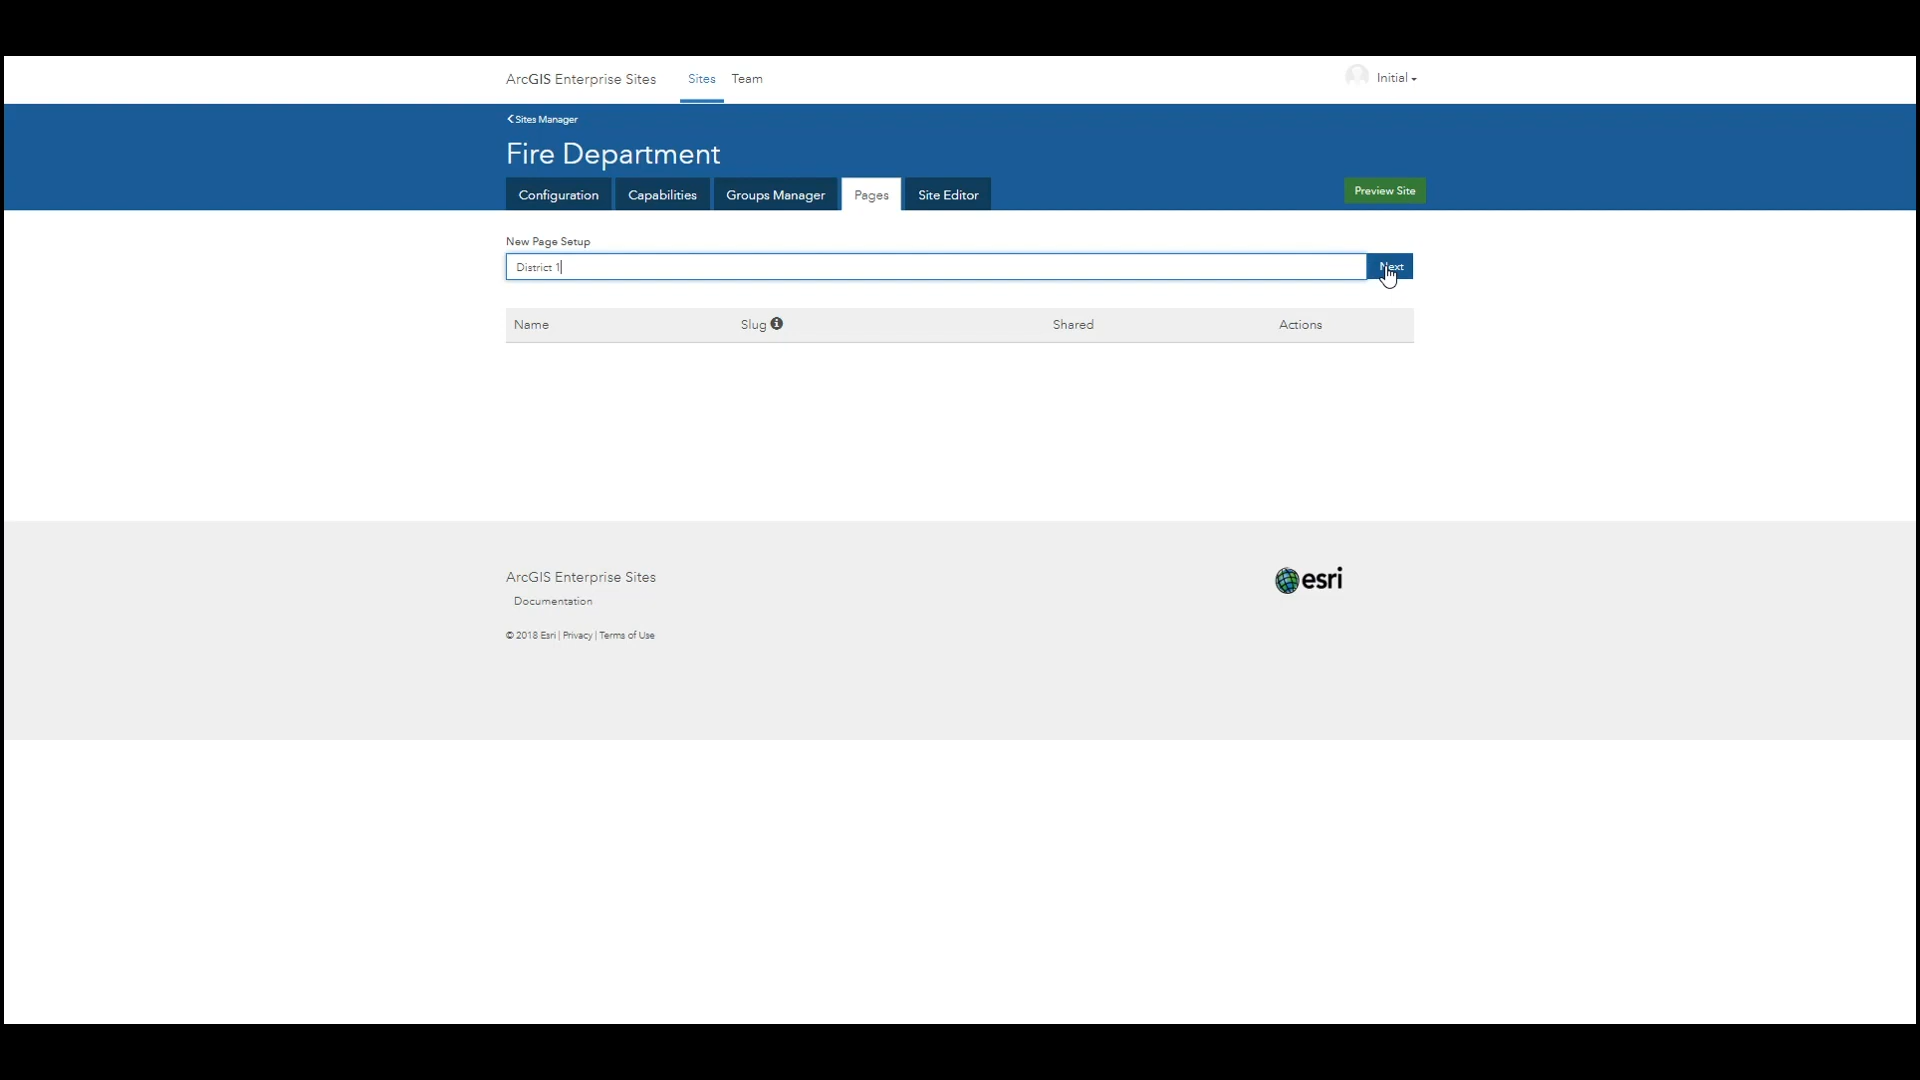 ArcGIS Enterprise Sites Sites Team Initial
Sites Manager
Fire Department
Configuration Capabilities Groups Manager Pages Site Editor Preview Site
New Page Setup
District 1 Next
Name Slug Shared Actions
ArcGIS Enterprise Sites esri
Documentation
© 2018 Esri | Privacy | Terms of Use